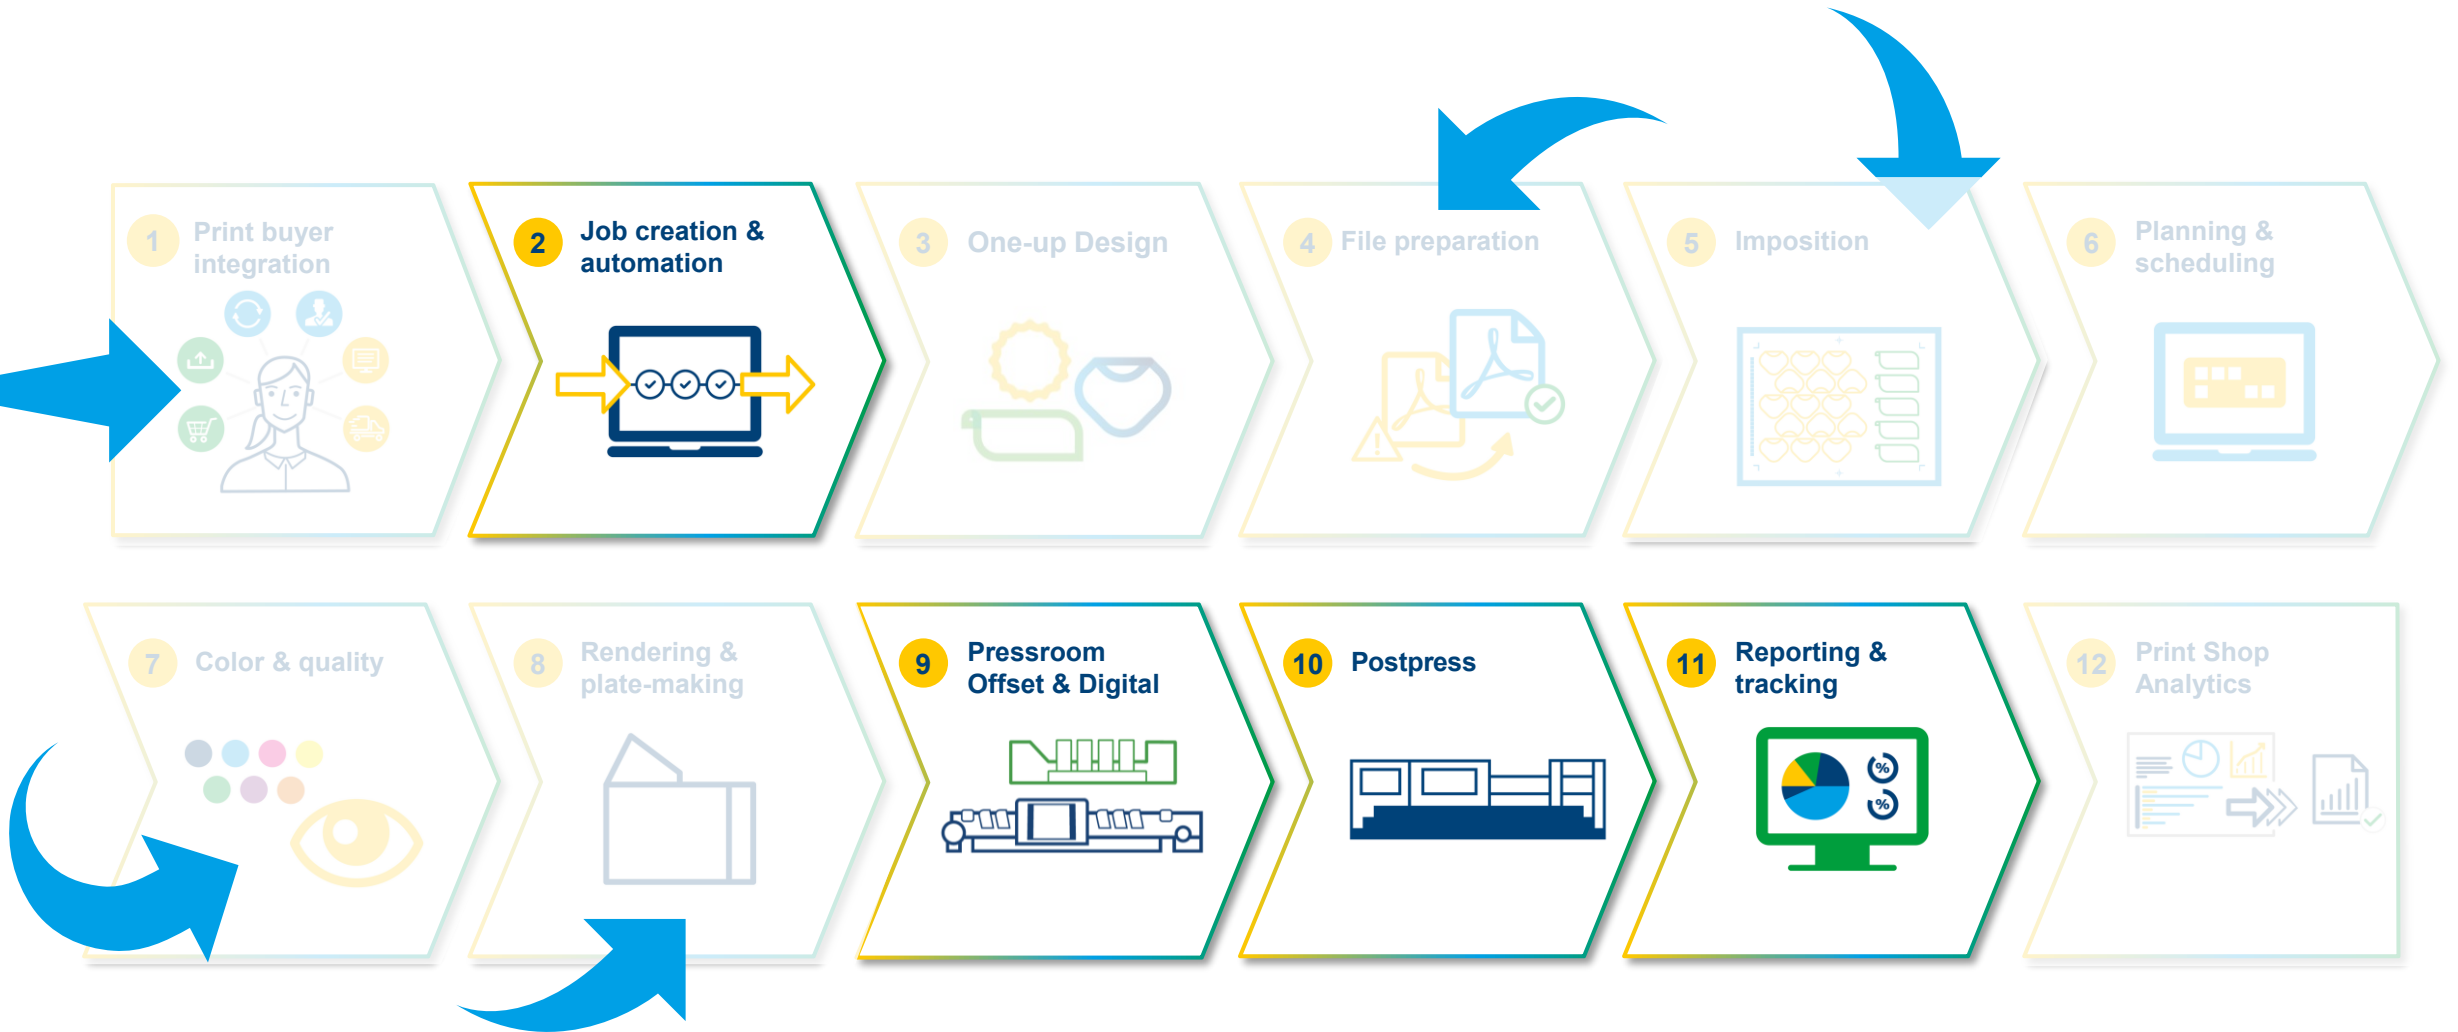 1
Print buyer
integration
2
Job creation &
automation
3
One-up Design
4
File preparation
5
Imposition
6
Planning &
scheduling
7
Color & quality
8
Rendering &
plate-making
9
Pressroom
Offset & Digital
10
Postpress
11
Reporting &
tracking
%
%
12
Print Shop
Analytics